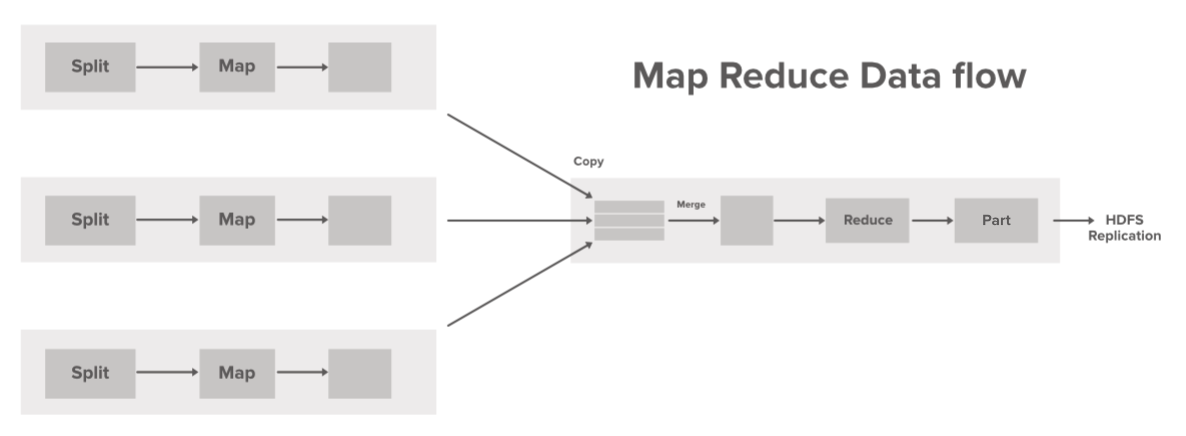 Map Reduce Data flow
Split
Map
Split
Map
Split
Map
Copy
Merge
Reduce
Part
HDFS
Replication